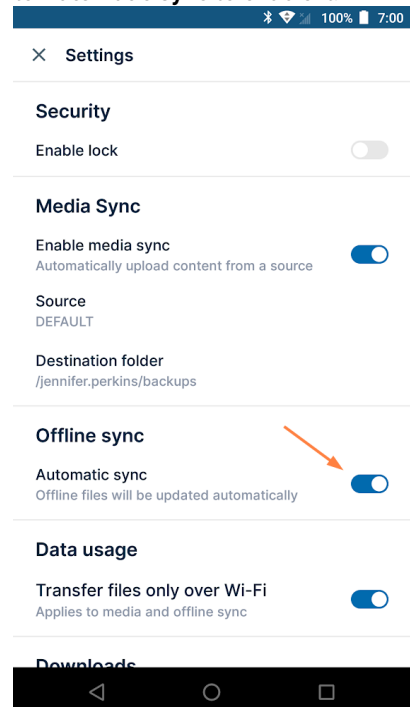 100% 7:00
Settings
Security
Enable lock
Media Sync
Enable media sync
Automatically upload content from a source
Source
DEFAULT
Destination folder
/jennifer.perkins/backups
Offline sync
Automatic sync
Offline files will be updated automatically
Data usage
Transfer files only over Wi-Fi
Applies to media and offline sync
Downloads